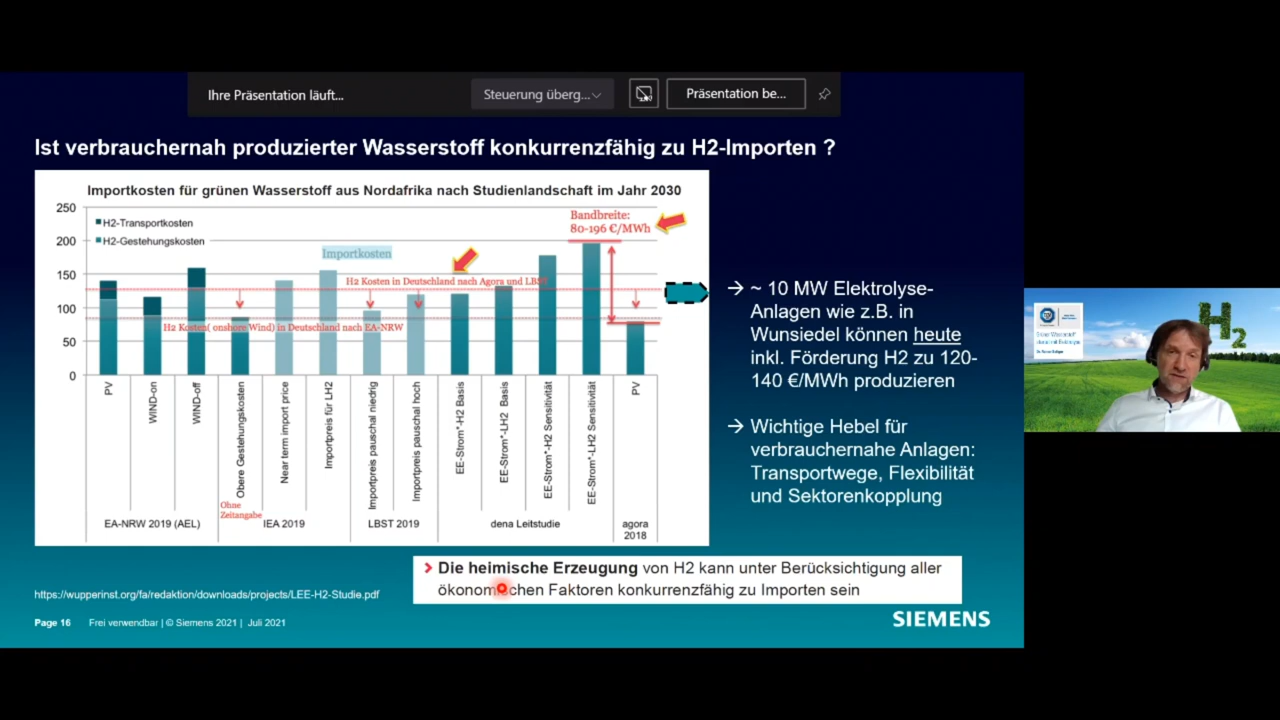 Ihre Präsentation läuft...
Steuerung überg...
Präsentation be...
Ist verbrauchernah produzierter Wasserstoff konkurrenzfähig zu H2-Importen ?
Importkosten für grünen Wasserstoff aus Nordafrika nach Studienlandschaft im Jahr 2030
250
200
150
100
50
0
H2-Transportkosten
H2-Gestehungskosten
Importkosten
Bandbreite:
80-196 €/MWh
H2 Kosten in Deutschland nach Agora und LBST
H2 Kosten( onshore Wind) in Deutschland nach EA-NRW
PV
WIND-on
WIND-off
Obere Gestehungskosten
Near term import price
Importpreis für LH2
Importpreis pauschal niedrig
Importpreis pauschal hoch
EE-Strom*-H2 Basis
EE-Strom*-LH2 Basis
EE-Strom*-H2 Sensitivität
EE-Strom*-LH2 Sensitivität
PV
Ohne
Zeitangabe
EA-NRW 2019 (AEL)
IEA 2019
LBST 2019
dena Leitstudie
agora
2018
→ ~ 10 MW Elektrolyse-
Anlagen wie z.B. in
Wunsiedel können heute
inkl. Förderung H2 zu 120-
140 €/MWh produzieren
→ Wichtige Hebel für
verbrauchernahe Anlagen:
Transportwege, Flexibilität
und Sektorenkopplung
Die heimische Erzeugung von H2 kann unter Berücksichtigung aller
ökonomischen Faktoren konkurrenzfähig zu Importen sein
https://wupperinst.org/fa/redaktion/downloads/projects/LEE-H2-Studie.pdf
Page 16 Frei verwendbar | © Siemens 2021 | Juli 2021
SIEMENS
H2